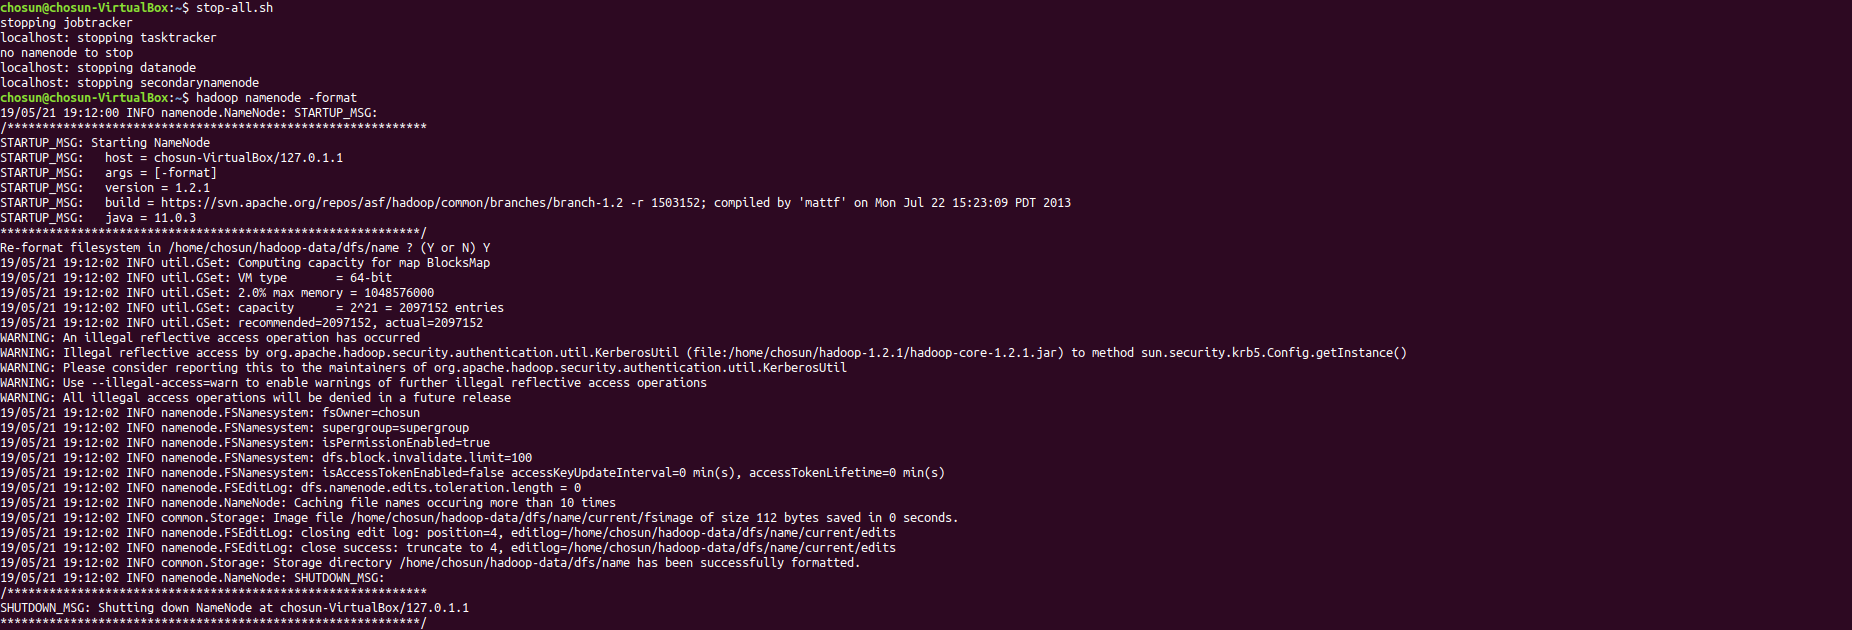 chosun@chosun-VirtualBox:~$ stop-all.sh
stopping jobtracker
localhost: stopping tasktracker
no namenode to stop
localhost: stopping datanode
localhost: stopping secondarynamenode
chosun@chosun-VirtualBox:~$ hadoop namenode -format
19/05/21 19:12:00 INFO namenode.NameNode: STARTUP_MSG:
/************************************************************
STARTUP_MSG: Starting NameNode
STARTUP_MSG:   host = chosun-VirtualBox/127.0.1.1
STARTUP_MSG:   args = [-format]
STARTUP_MSG:   version = 1.2.1
STARTUP_MSG:   build = https://svn.apache.org/repos/asf/hadoop/common/branches/branch-1.2 -r 1503152; compiled by 'mattf' on Mon Jul 22 15:23:09 PDT 2013
STARTUP_MSG:   java = 11.0.3
************************************************************/
Re-format filesystem in /home/chosun/hadoop-data/dfs/name ? (Y or N) Y
19/05/21 19:12:02 INFO util.GSet: Computing capacity for map BlocksMap
19/05/21 19:12:02 INFO util.GSet: VM type       = 64-bit
19/05/21 19:12:02 INFO util.GSet: 2.0% max memory = 1048576000
19/05/21 19:12:02 INFO util.GSet: capacity      = 2^21 = 2097152 entries
19/05/21 19:12:02 INFO util.GSet: recommended=2097152, actual=2097152
WARNING: An illegal reflective access operation has occurred
WARNING: Illegal reflective access by org.apache.hadoop.security.authentication.util.KerberosUtil (file:/home/chosun/hadoop-1.2.1/hadoop-core-1.2.1.jar) to method sun.security.krb5.Config.getInstance()
WARNING: Please consider reporting this to the maintainers of org.apache.hadoop.security.authentication.util.KerberosUtil
WARNING: Use --illegal-access=warn to enable warnings of further illegal reflective access operations
WARNING: All illegal access operations will be denied in a future release
19/05/21 19:12:02 INFO namenode.FSNamesystem: fsOwner=chosun
19/05/21 19:12:02 INFO namenode.FSNamesystem: supergroup=supergroup
19/05/21 19:12:02 INFO namenode.FSNamesystem: isPermissionEnabled=true
19/05/21 19:12:02 INFO namenode.FSNamesystem: dfs.block.invalidate.limit=100
19/05/21 19:12:02 INFO namenode.FSNamesystem: isAccessTokenEnabled=false accessKeyUpdateInterval=0 min(s), accessTokenLifetime=0 min(s)
19/05/21 19:12:02 INFO namenode.FSEditLog: dfs.namenode.edits.toleration.length = 0
19/05/21 19:12:02 INFO namenode.NameNode: Caching file names occuring more than 10 times
19/05/21 19:12:02 INFO common.Storage: Image file /home/chosun/hadoop-data/dfs/name/current/fsimage of size 112 bytes saved in 0 seconds.
19/05/21 19:12:02 INFO namenode.FSEditLog: closing edit log: position=4, editlog=/home/chosun/hadoop-data/dfs/name/current/edits
19/05/21 19:12:02 INFO namenode.FSEditLog: close success: truncate to 4, editlog=/home/chosun/hadoop-data/dfs/name/current/edits
19/05/21 19:12:02 INFO common.Storage: Storage directory /home/chosun/hadoop-data/dfs/name has been successfully formatted.
19/05/21 19:12:02 INFO namenode.NameNode: SHUTDOWN_MSG:
/************************************************************
SHUTDOWN_MSG: Shutting down NameNode at chosun-VirtualBox/127.0.1.1
************************************************************/